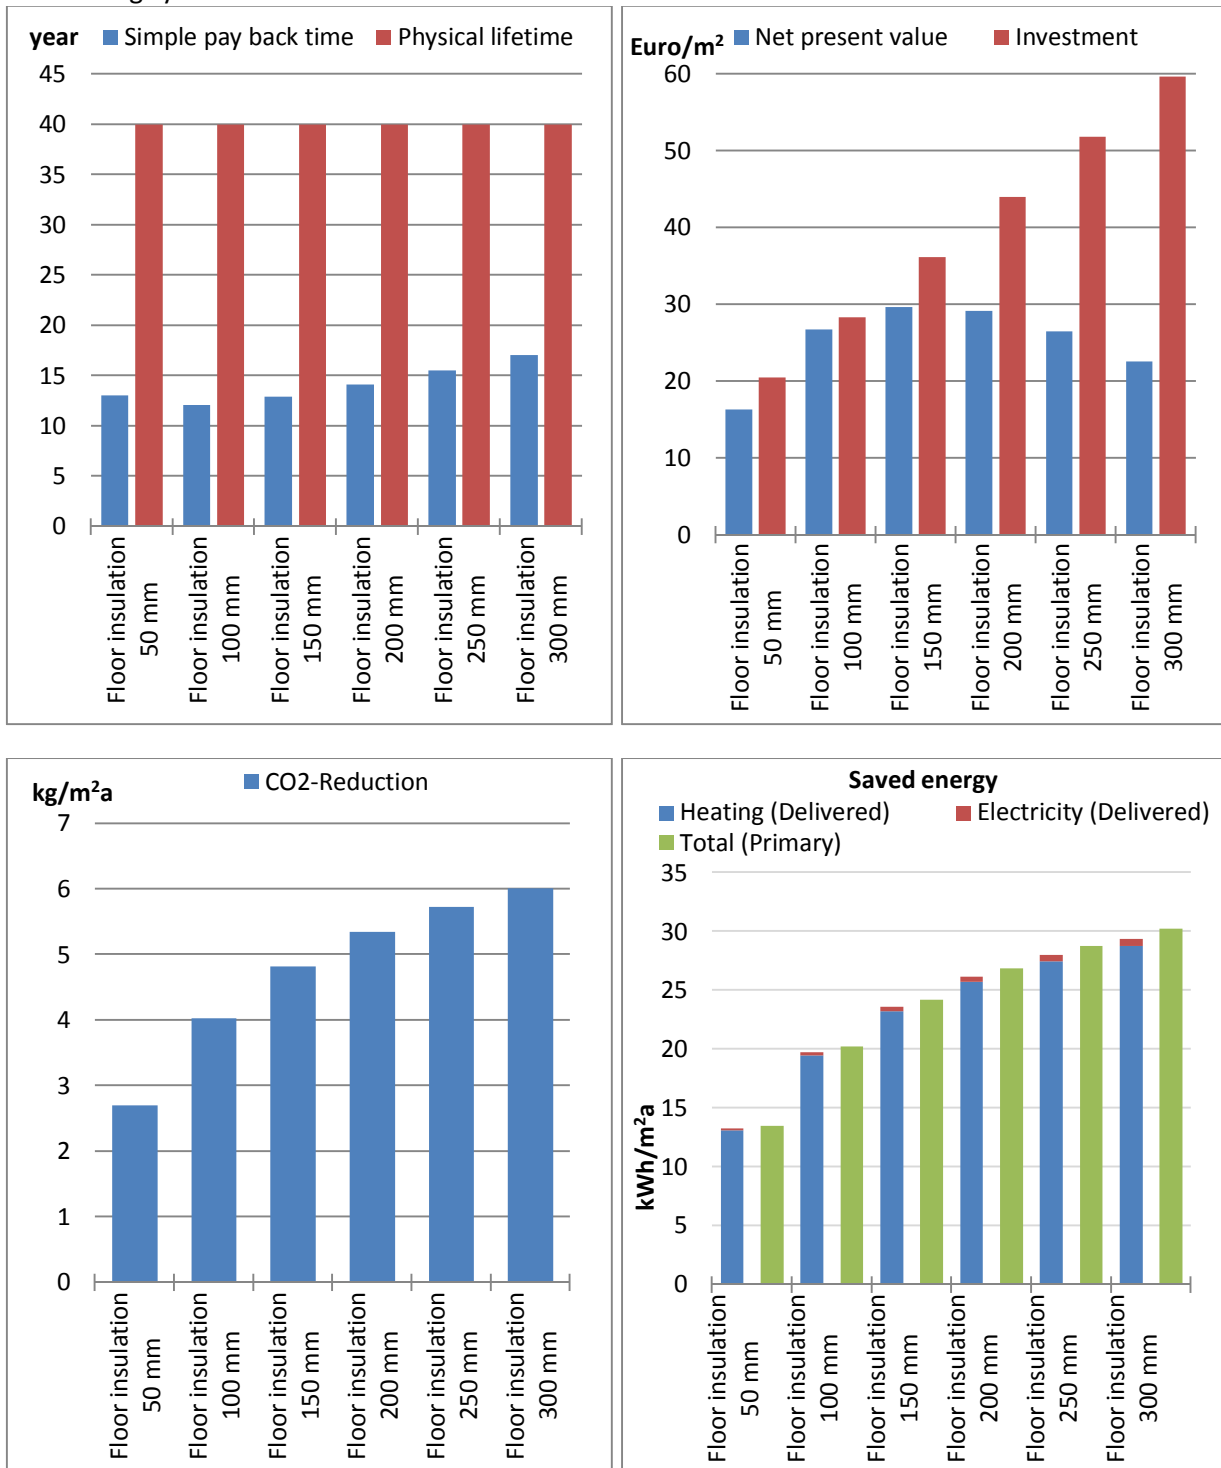 year Simple pay back time Physical lifetime
45
40
35
30
25
20
15
10
5
0
Floor insulation
50 mm
Floor insulation
100 mm
Floor insulation
150 mm
Floor insulation
200 mm
Floor insulation
250 mm
Floor insulation
300 mm
Euro/m² Net present value Investment
60
50
40
30
20
10
0
Floor insulation
50 mm
Floor insulation
100 mm
Floor insulation
150 mm
Floor insulation
200 mm
Floor insulation
250 mm
Floor insulation
300 mm
kg/m²a CO2-Reduction
7
6
5
4
3
2
1
0
Floor insulation
50 mm
Floor insulation
100 mm
Floor insulation
150 mm
Floor insulation
200 mm
Floor insulation
250 mm
Floor insulation
300 mm
Saved energy
Heating (Delivered) Electricity (Delivered)
Total (Primary)
kWh/m²a
35
30
25
20
15
10
5
0
Floor insulation
50 mm
Floor insulation
100 mm
Floor insulation
150 mm
Floor insulation
200 mm
Floor insulation
250 mm
Floor insulation
300 mm